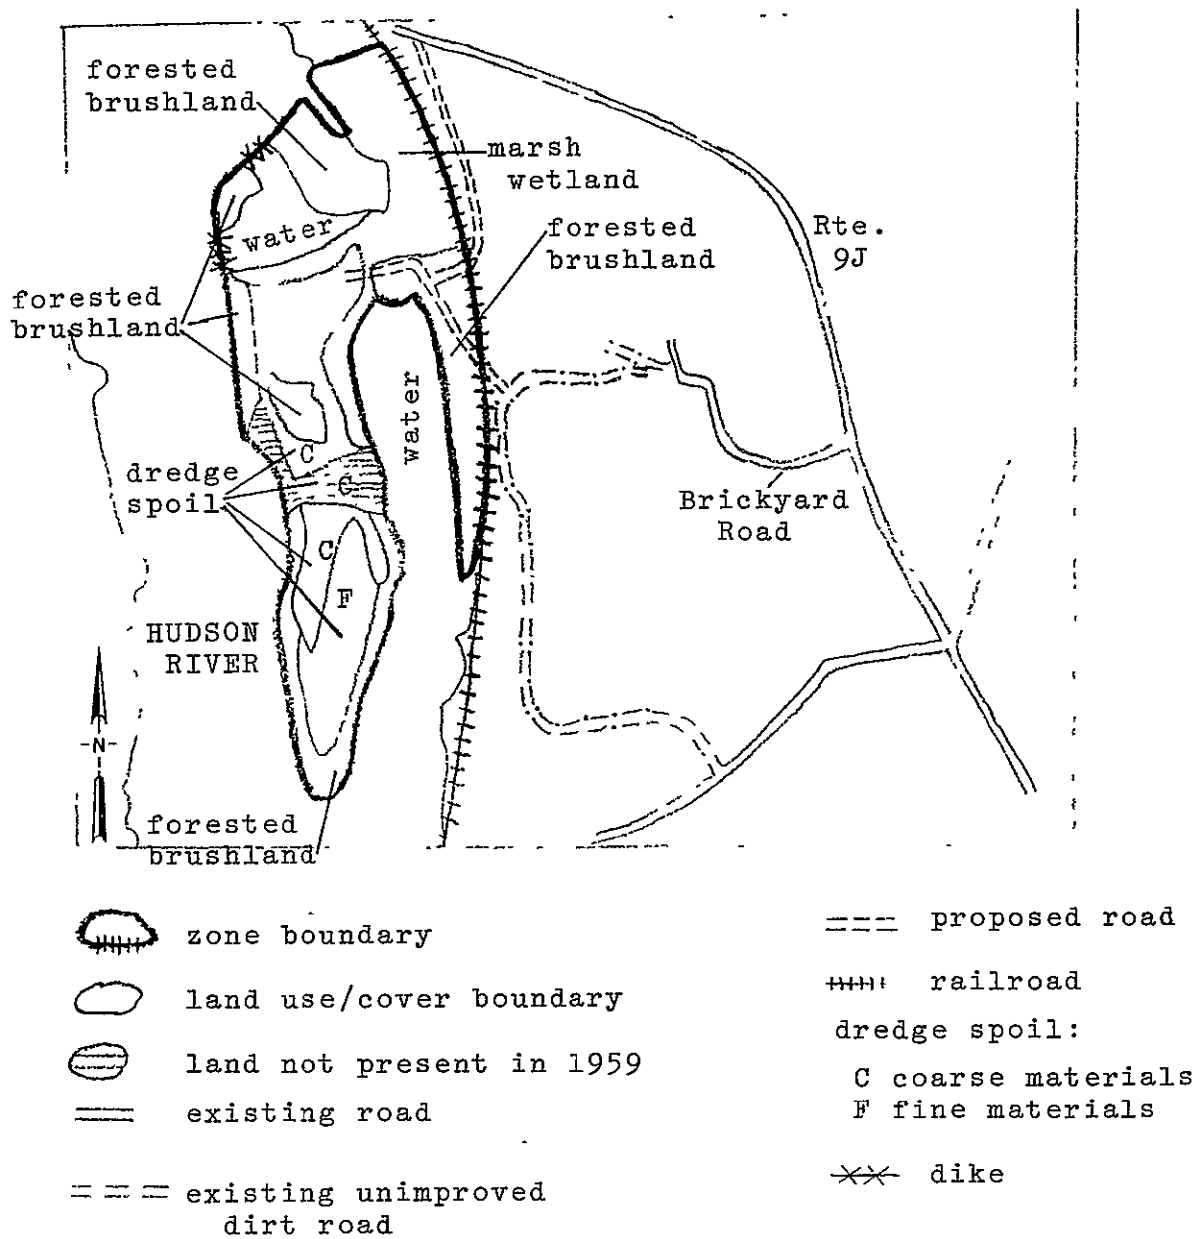 forested
brushland
marsh
wetland
forested
brushland
Rte.
9J
water
forested
brushland
water
C
dredge
spoil
C
Brickyard
Road
C
F
HUDSON
RIVER
-N-
forested
brushland
zone boundary
land use/cover boundary
land not present in 1959
existing road
existing unimproved
dirt road
proposed road
railroad
dredge spoil:
C coarse materials
F fine materials
dike